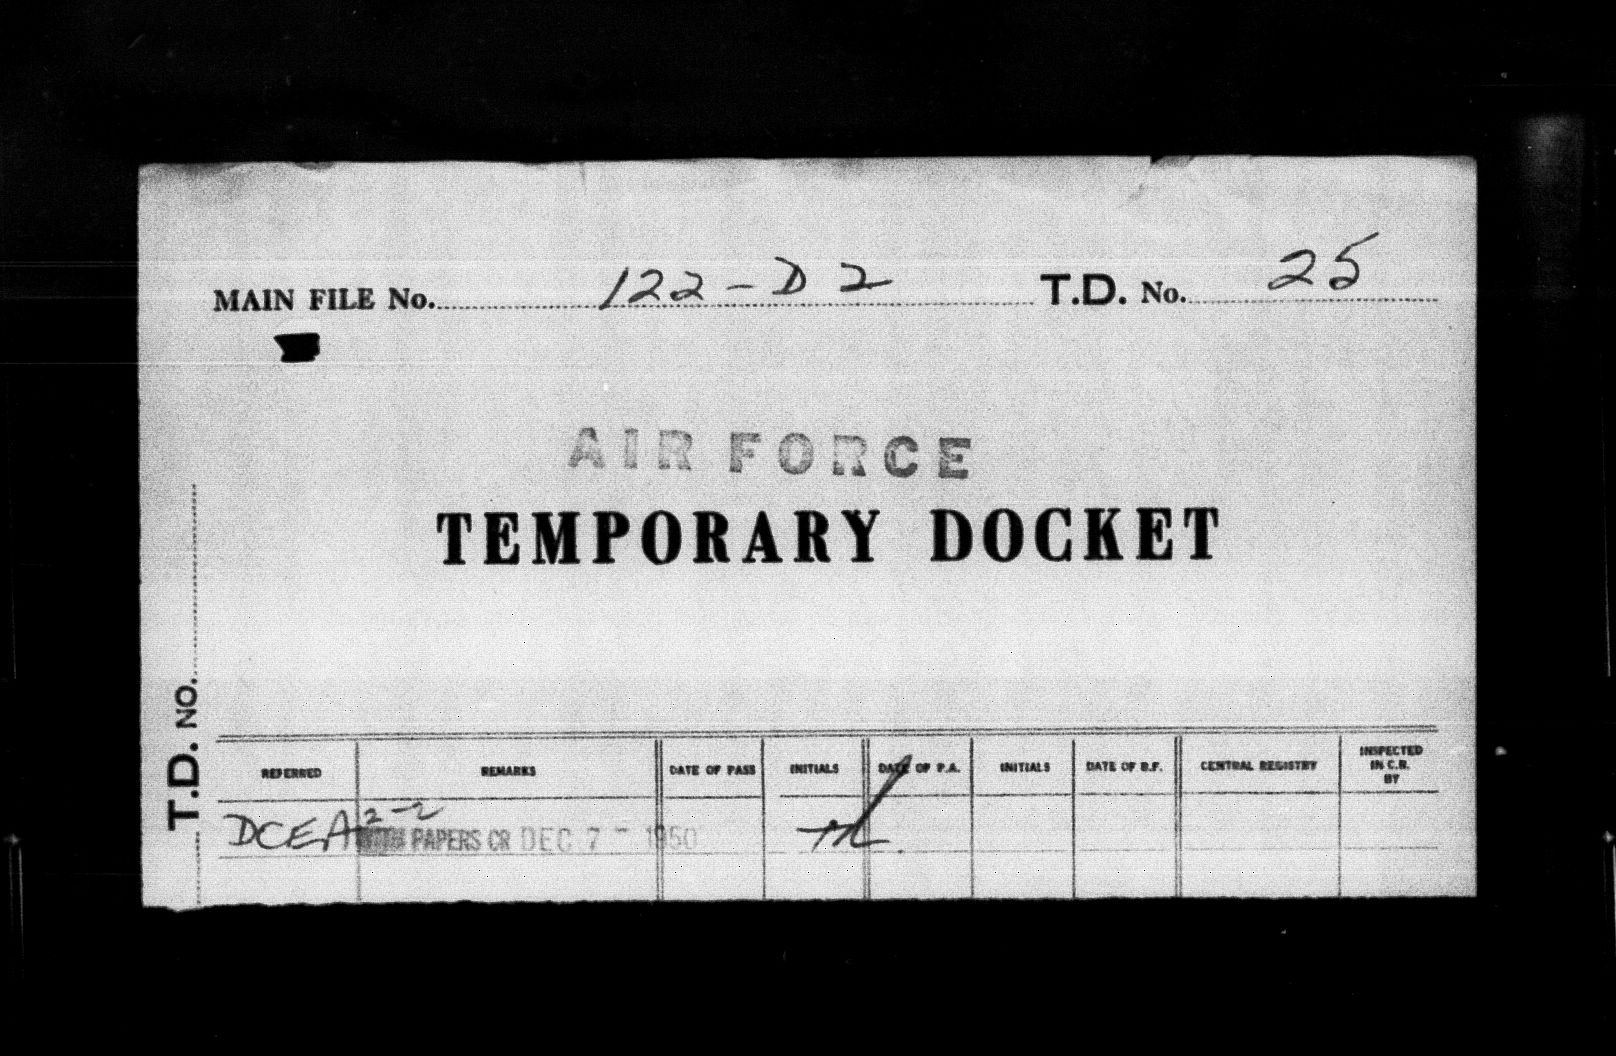 MAIN FILE No. 122-D2 T.D. No. 25
AIR FORCE
TEMPORARY DOCKET
T.D. NO.
REFERRED REMARKS DATE OF PASS INITIALS DATE OF P.A. INITIALS DATE OF B.F. CENTRAL REGISTRY INSPECTED IN C.R. BY
DCEA 2-2
WITH PAPERS CR DEC 7 - 1950